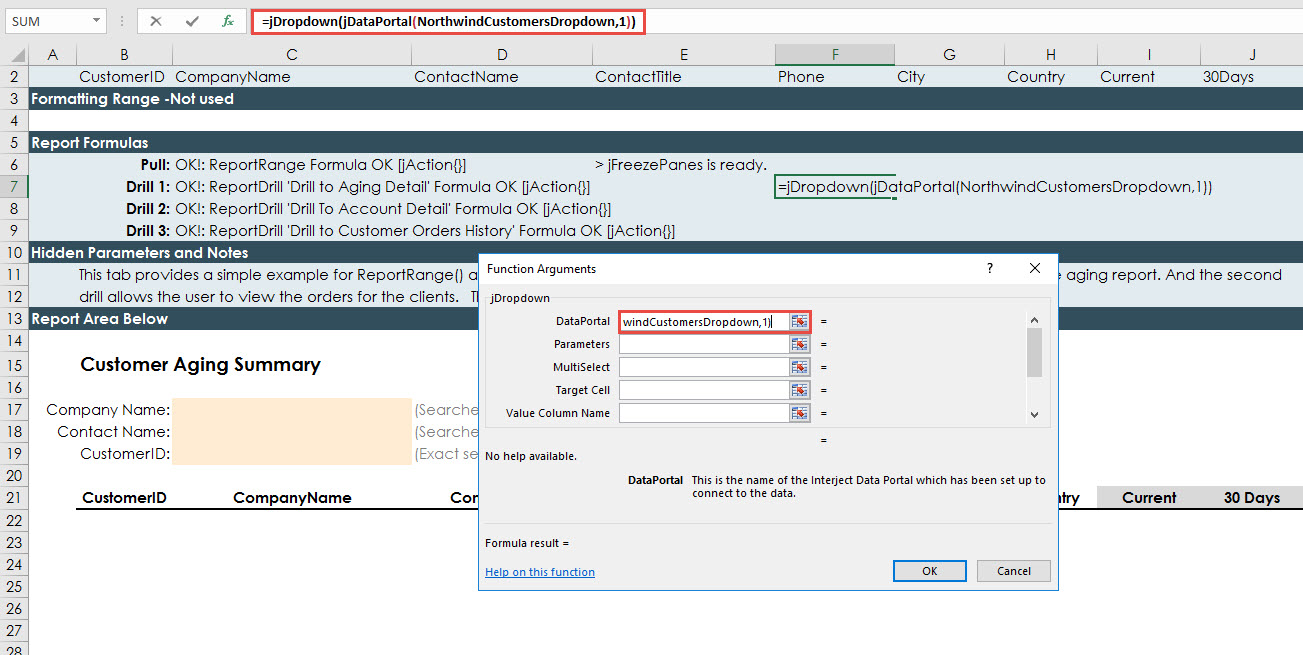 SUM =jDropdown(jDataPortal(NorthwindCustomersDropdown,1))
A B C D E F G H I J
2 CustomerID CompanyName ContactName ContactTitle Phone City Country Current 30Days
3 Formatting Range -Not used
4
5 Report Formulas
6 Pull: OK!: ReportRange Formula OK [jAction{}] > jFreezePanes is ready.
7 Drill 1: OK!: ReportDrill 'Drill to Aging Detail' Formula OK [jAction{}] =jDropdown(jDataPortal(NorthwindCustomersDropdown,1))
8 Drill 2: OK!: ReportDrill 'Drill To Account Detail' Formula OK [jAction{}]
9 Drill 3: OK!: ReportDrill 'Drill to Customer Orders History' Formula OK [jAction{}]
10 Hidden Parameters and Notes
11 This tab provides a simple example for ReportRange() a e aging report. And the second
12 drill allows the user to view the orders for the clients.
13 Report Area Below
14
15 Customer Aging Summary
16
17 Company Name: (Searche
18 Contact Name: (Searche
19 CustomerID: (Exact se
20
21 CustomerID CompanyName Con ntry Current 30 Days
22
23
24
25
26
27
28
Function Arguments ?
jDropdown
DataPortal windCustomersDropdown,1) =
Parameters =
MultiSelect =
Target Cell =
Value Column Name =
=
No help available.
DataPortal This is the name of the Interject Data Portal which has been set up to
connect to the data.
Formula result =
Help on this function OK Cancel